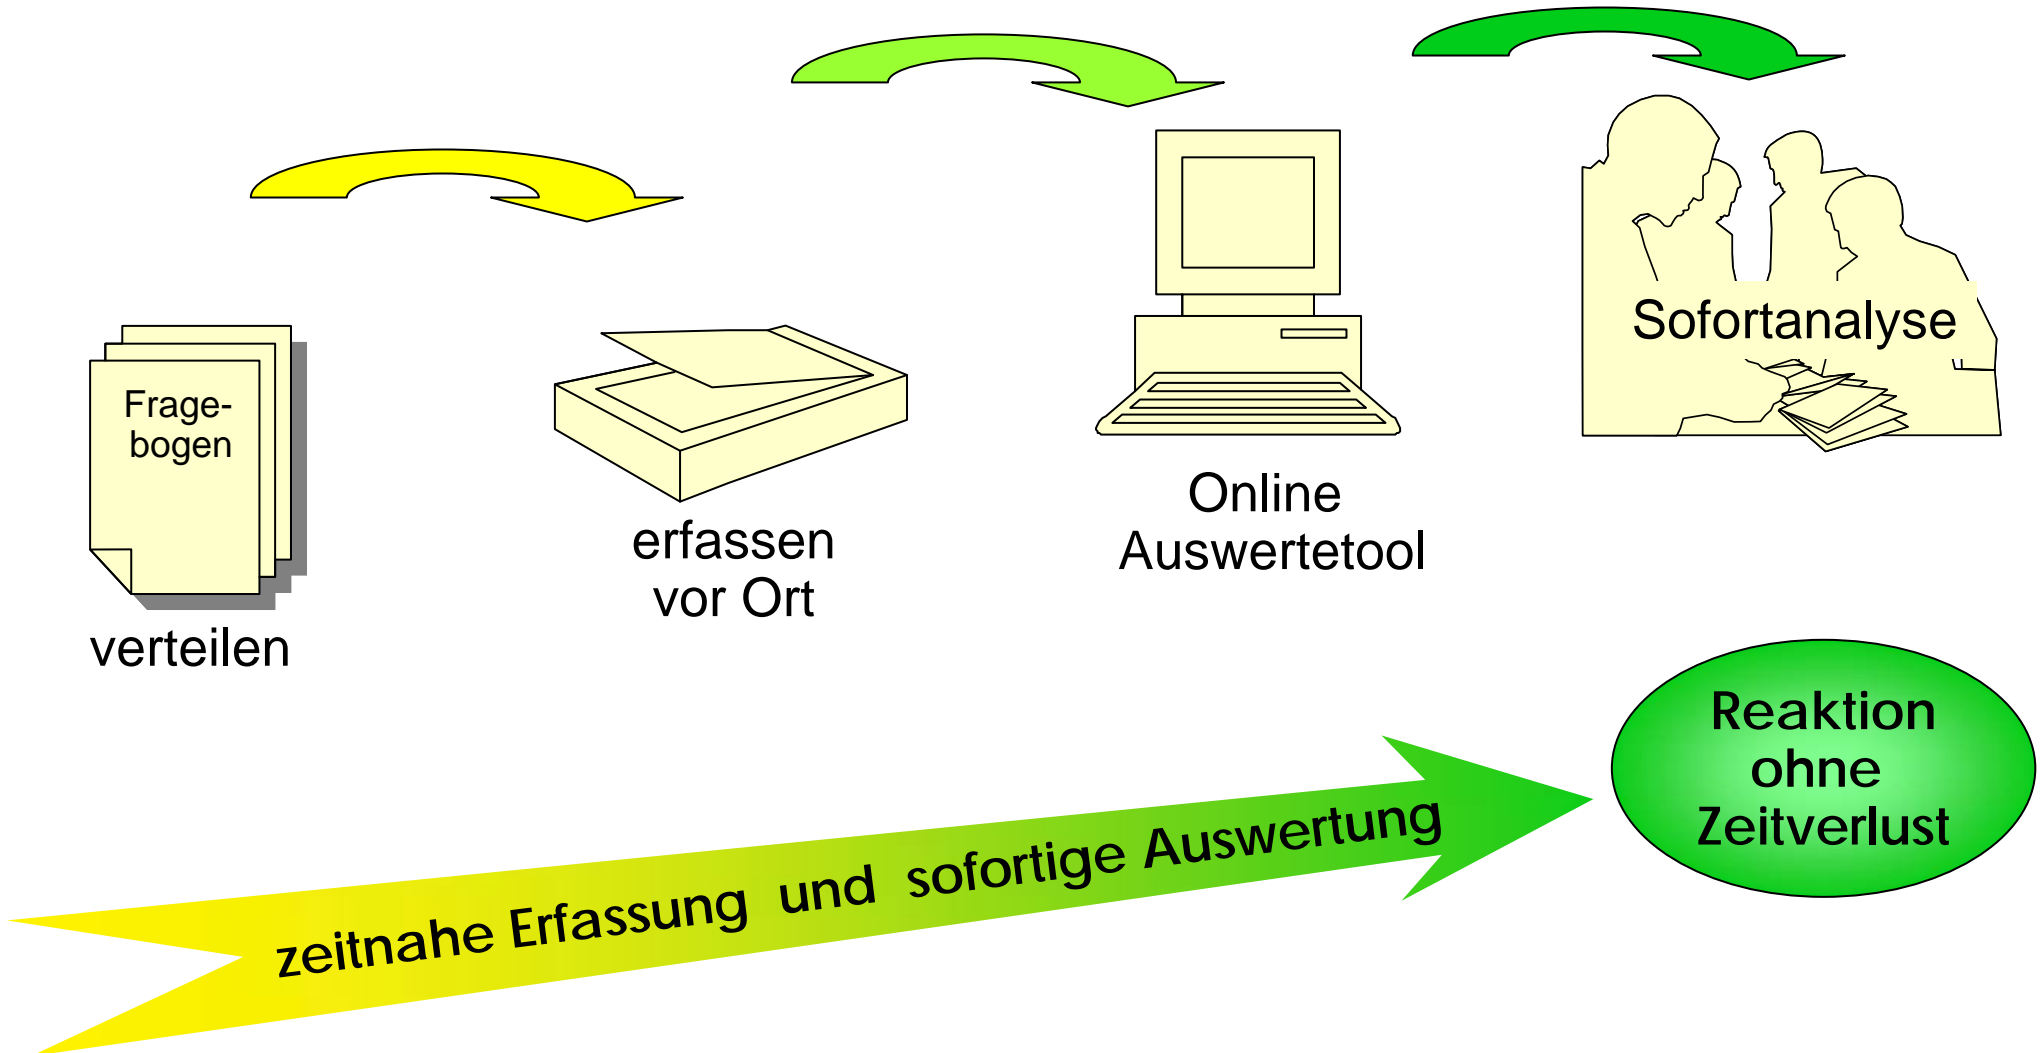 Frage-
bogen
verteilen
erfassen
vor Ort
Online
Auswertetool
Sofortanalyse
zeitnahe Erfassung und sofortige Auswertung
Reaktion
ohne
Zeitverlust